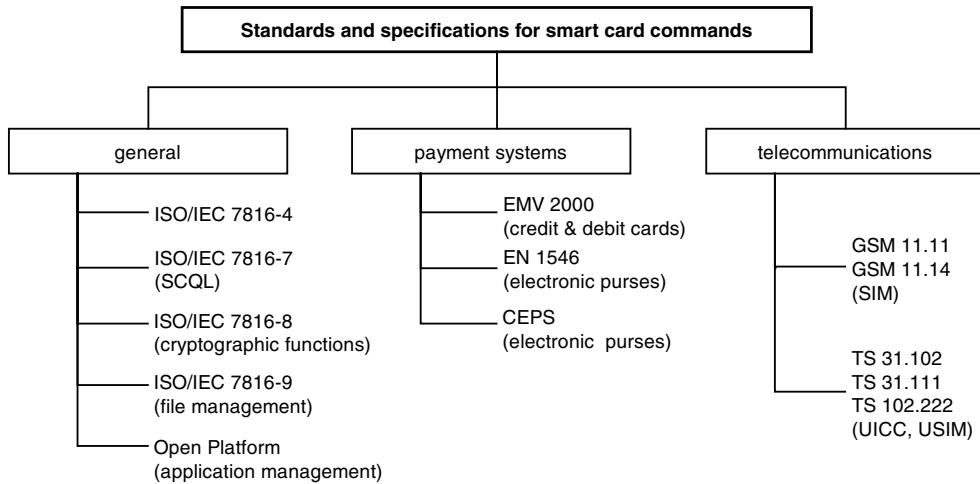 Standards and specifications for smart card commands
general
payment systems
telecommunications
ISO/IEC 7816-4
ISO/IEC 7816-7
(SCQL)
ISO/IEC 7816-8
(cryptographic functions)
ISO/IEC 7816-9
(file management)
Open Platform
(application management)
EMV 2000
(credit & debit cards)
EN 1546
(electronic purses)
CEPS
(electronic purses)
GSM 11.11
GSM 11.14
(SIM)
TS 31.102
TS 31.111
TS 102.222
(UICC, USIM)